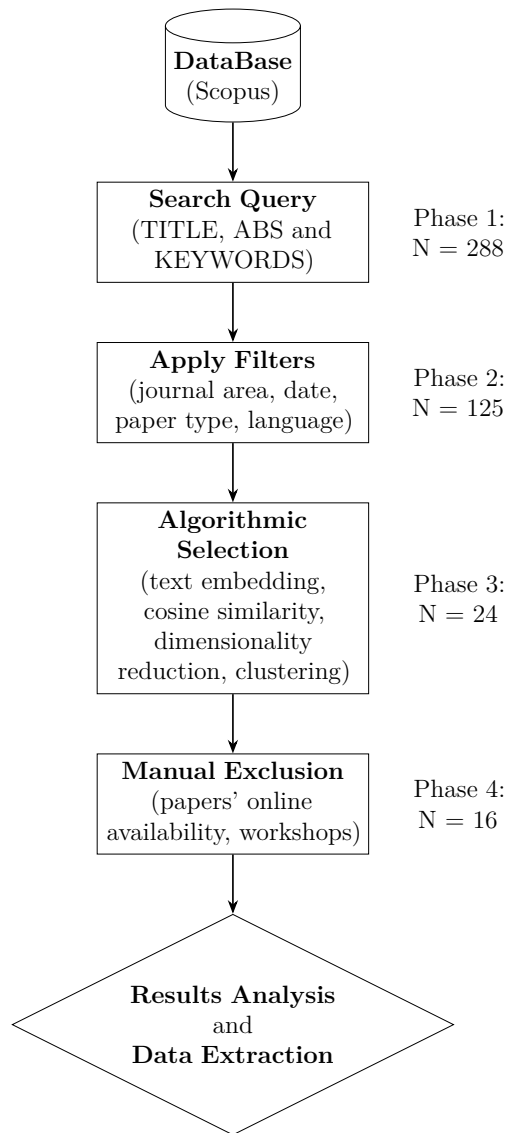 DataBase
(Scopus)
Search Query
(TITLE, ABS and
KEYWORDS)
Phase 1:
N = 288
Apply Filters
(journal area, date,
paper type, language)
Phase 2:
N = 125
Algorithmic
Selection
(text embedding,
cosine similarity,
dimensionality
reduction, clustering)
Phase 3:
N = 24
Manual Exclusion
(papers’ online
availability, workshops)
Phase 4:
N = 16
Results Analysis
and
Data Extraction